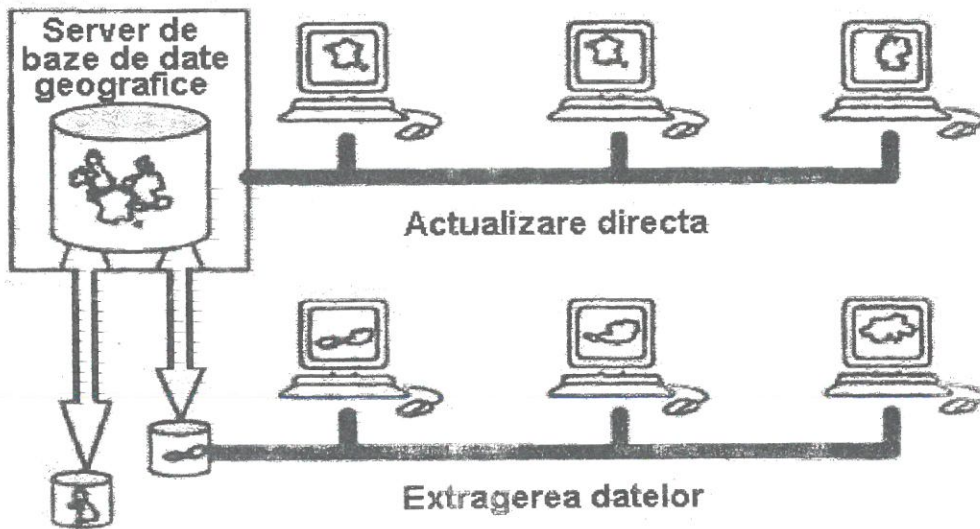 Server de
baze de date
geografice
Actualizare directa
Extragerea datelor